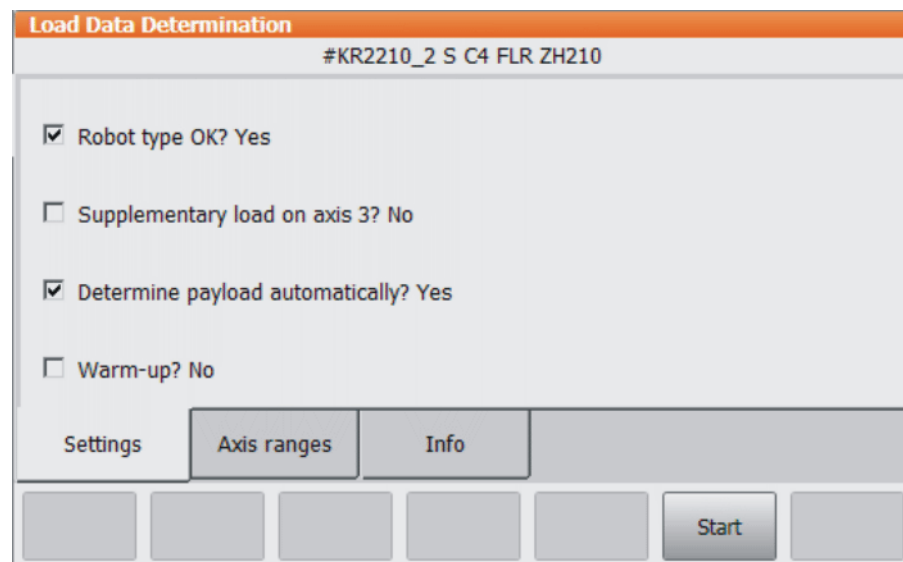 Load Data Determination
#KR2210_2 S C4 FLR ZH210
Robot type OK? Yes
Supplementary load on axis 3? No
Determine payload automatically? Yes
Warm-up? No
Settings
Axis ranges
Info
Start